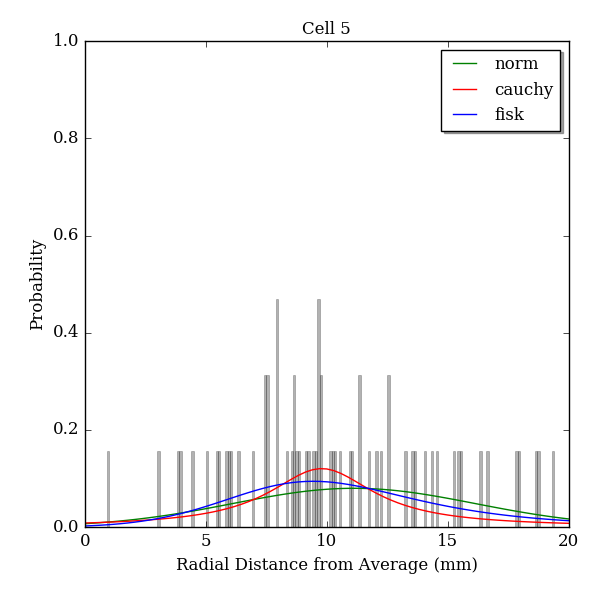 Cell 5
1.0
0.8
0.6
0.4
0.2
0.0
Probability
norm
cauchy
fisk
0 5 10 15 20
Radial Distance from Average (mm)